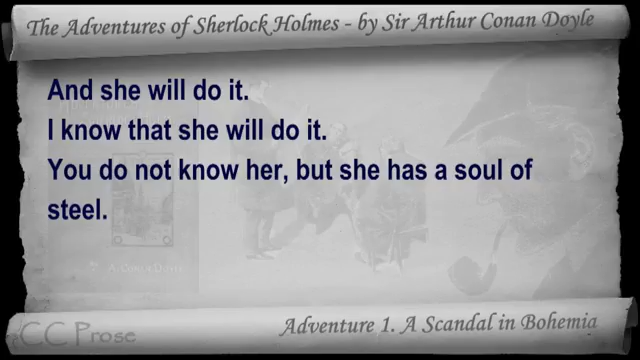 The Adventures of Sherlock Holmes - by Sir Arthur Conan Doyle
And she will do it.
I know that she will do it.
You do not know her, but she has a soul of
steel.
A. CONAN DOYLE
CC Prose
Adventure 1. A Scandal in Bohemia